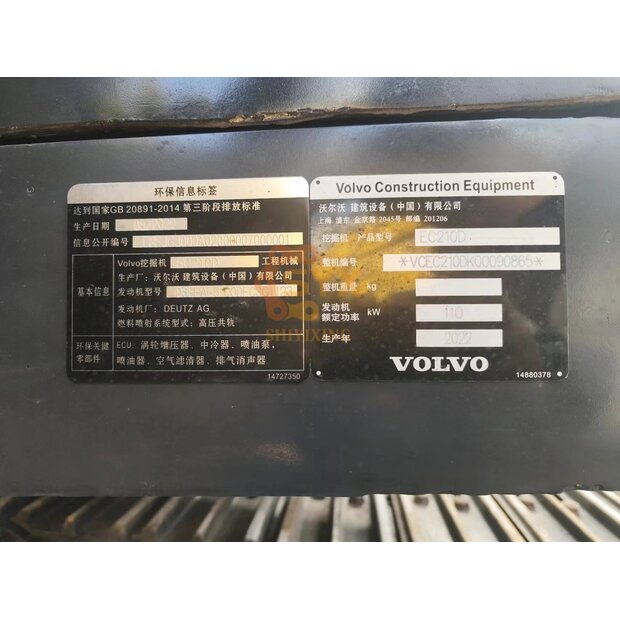 环保信息标签
达到国家GB 20891-2014 第三阶段排放标准
生产日期
信息公开编号
基本信息
Volvo挖掘机 工程机械
生产厂: 沃尔沃 建筑设备(中国)有限公司
发动机型号:
发动机厂: DEUTZ AG
燃料喷射系统型式: 高压共轨
环保关键零部件
ECU、涡轮增压器、中冷器、喷油泵、
喷油器、空气滤清器、排气消声器
14727350
Volvo Construction Equipment
沃尔沃 建筑设备(中国)有限公司
上海 浦东 金京路 2045号 邮编 201206
挖掘机 产品型号 EC210D
整机编号 *VCEC210DK00090865*
整机重量 kg
发动机额定功率 kW 110
生产年 2022
VOLVO
14880378
SHIYIXING